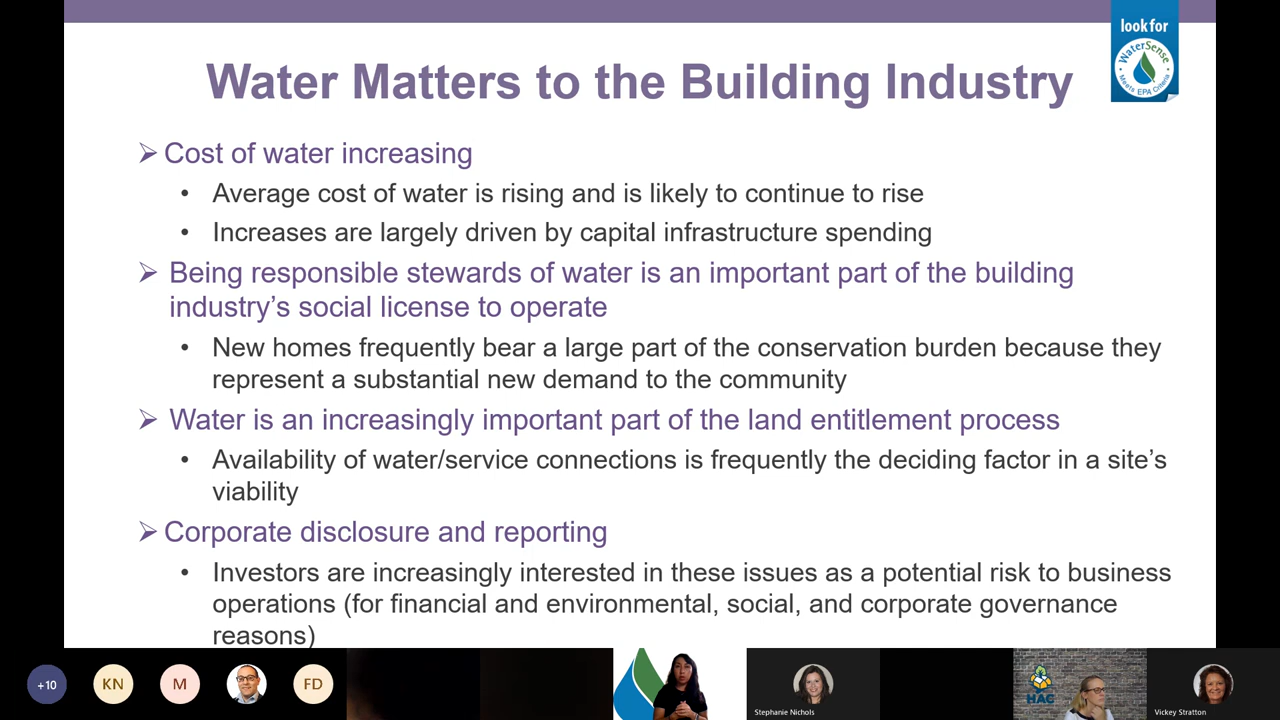 look for
WaterSense
Meets EPA Criteria
Water Matters to the Building Industry
Cost of water increasing
Average cost of water is rising and is likely to continue to rise
Increases are largely driven by capital infrastructure spending
Being responsible stewards of water is an important part of the building
industry's social license to operate
New homes frequently bear a large part of the conservation burden because they
represent a substantial new demand to the community
Water is an increasingly important part of the land entitlement process
Availability of water/service connections is frequently the deciding factor in a site's
viability
Corporate disclosure and reporting
Investors are increasingly interested in these issues as a potential risk to business
operations (for financial and environmental, social, and corporate governance
reasons)
+10
KN
M
FD
Stephanie Nichols
HAC
Vickey Stratton